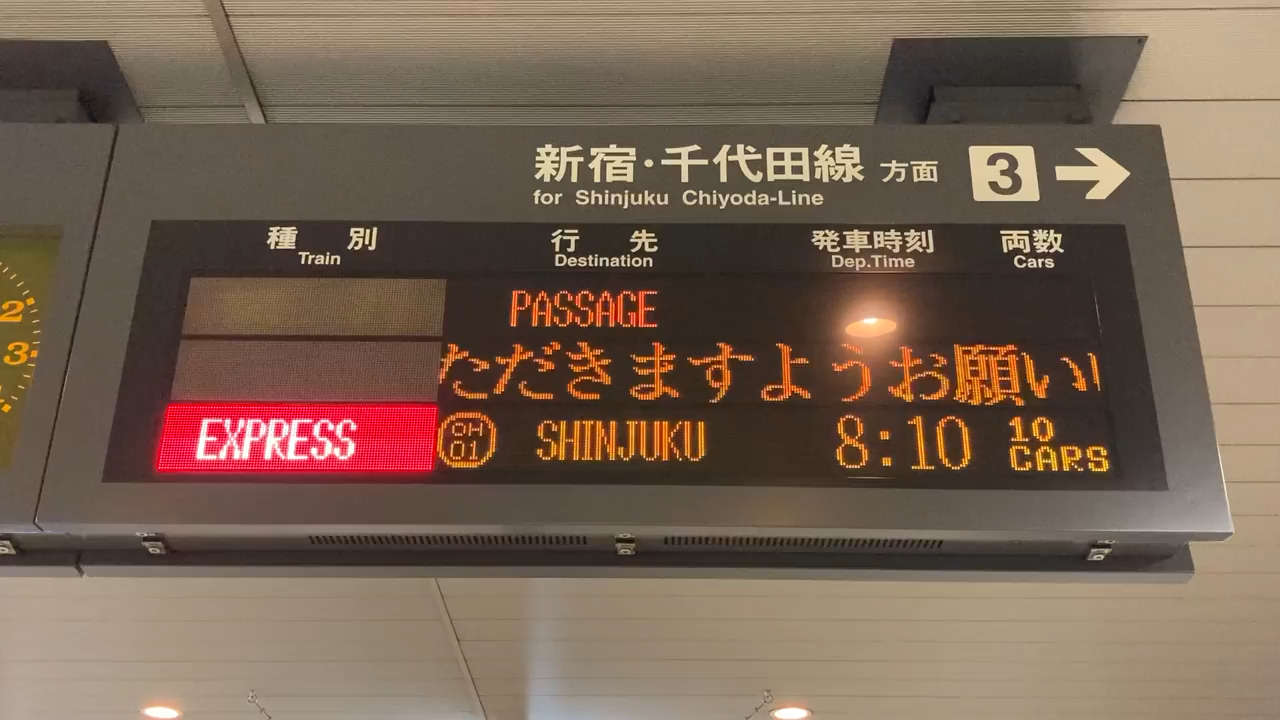 新宿・千代田線 方面 3
for Shinjuku Chiyoda-Line
種別 行先 発車時刻 両数
Train Destination Dep.Time Cars
PASSAGE
ただきますようお願い
EXPRESS OH 01 SHINJUKU 8:10 10 CARS
2
3